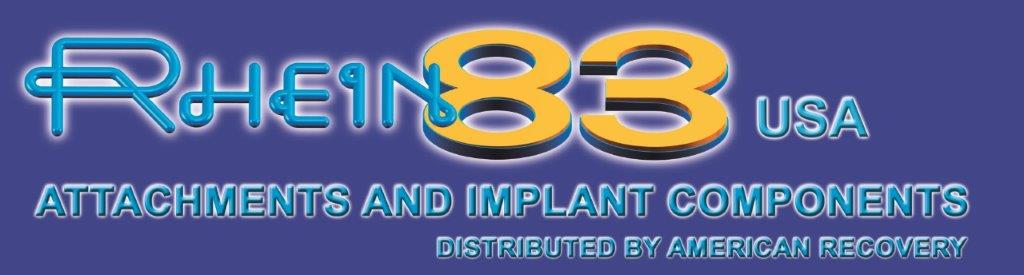 RHEIN83 USA
ATTACHMENTS AND IMPLANT COMPONENTS
DISTRIBUTED BY AMERICAN RECOVERY